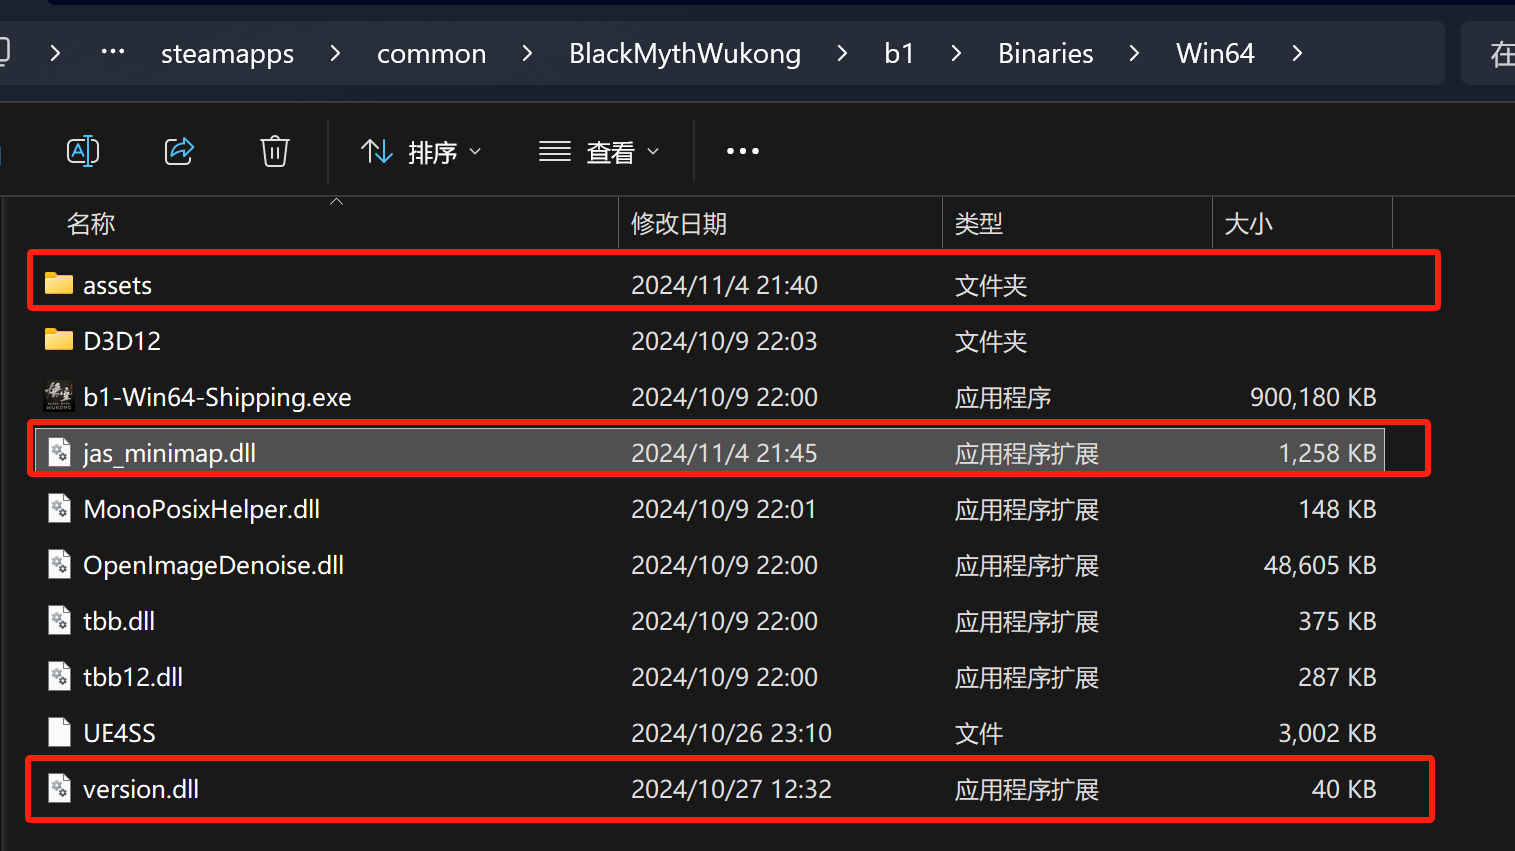 … steamapps common BlackMythWukong b1 Binaries Win64 在
排序 查看
名称 修改日期 类型 大小
assets 2024/11/4 21:40 文件夹
D3D12 2024/10/9 22:03 文件夹
b1-Win64-Shipping.exe 2024/10/9 22:00 应用程序 900,180 KB
jas_minimap.dll 2024/11/4 21:45 应用程序扩展 1,258 KB
MonoPosixHelper.dll 2024/10/9 22:01 应用程序扩展 148 KB
OpenImageDenoise.dll 2024/10/9 22:00 应用程序扩展 48,605 KB
tbb.dll 2024/10/9 22:00 应用程序扩展 375 KB
tbb12.dll 2024/10/9 22:00 应用程序扩展 287 KB
UE4SS 2024/10/26 23:10 文件 3,002 KB
version.dll 2024/10/27 12:32 应用程序扩展 40 KB